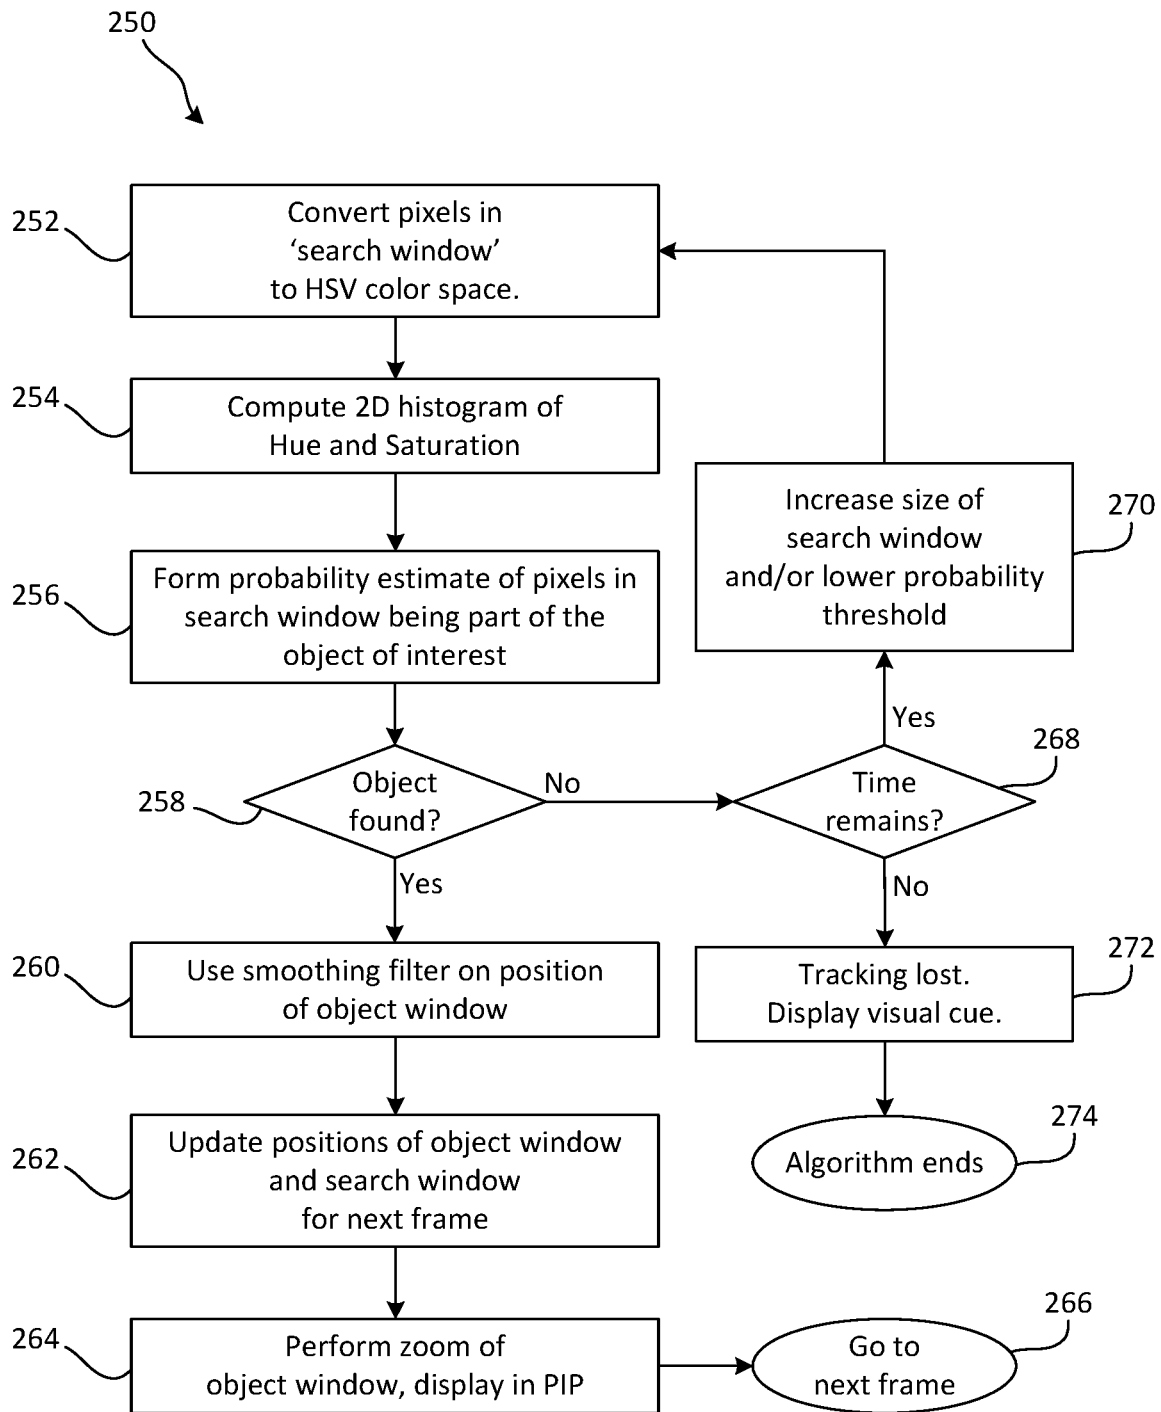 250
252
Convert pixels in
‘search window’
to HSV color space.
254
Compute 2D histogram of
Hue and Saturation
256
Form probability estimate of pixels in
search window being part of the
object of interest
270
Increase size of
search window
and/or lower probability
threshold
Yes
258
Object
found?
No
268
Time
remains?
Yes
No
260
Use smoothing filter on position
of object window
272
Tracking lost.
Display visual cue.
262
Update positions of object window
and search window
for next frame
274
Algorithm ends
264
Perform zoom of
object window, display in PIP
266
Go to
next frame